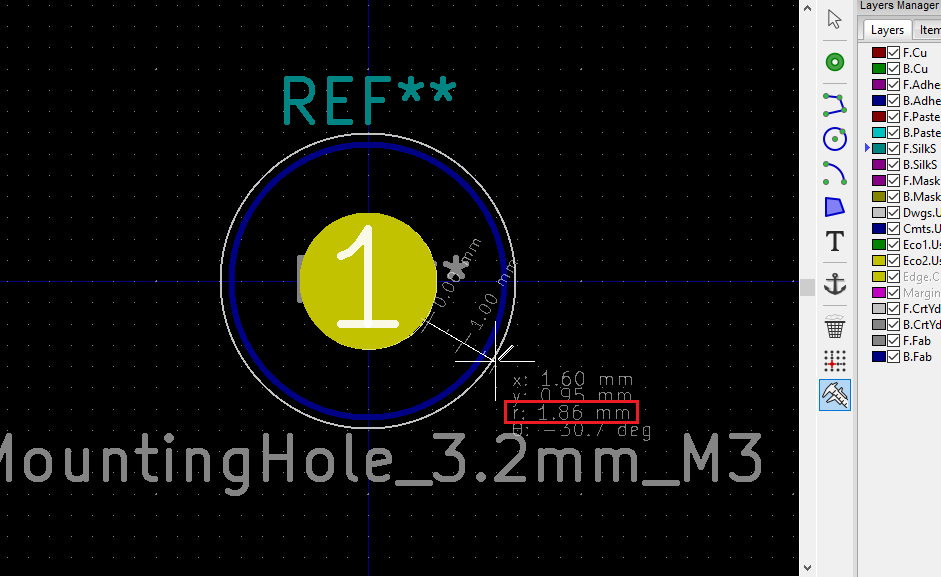 Layers Manager
Layers Item
F.Cu
B.Cu
F.Adhe
B.Adhe
F.Paste
B.Paste
F.SilkS
B.SilkS
F.Mask
B.Mask
Dwgs.U
Cmts.U
Eco1.Us
Eco2.Us
Edge.C
Margin
F.CrtYd
B.CrtYd
F.Fab
B.Fab
T
REF**
1
*
0.00 mm
1.00 mm
x: 1.60 mm
y: 0.95 mm
r: 1.86 mm
θ: -30.7 deg
MountingHole_3.2mm_M3